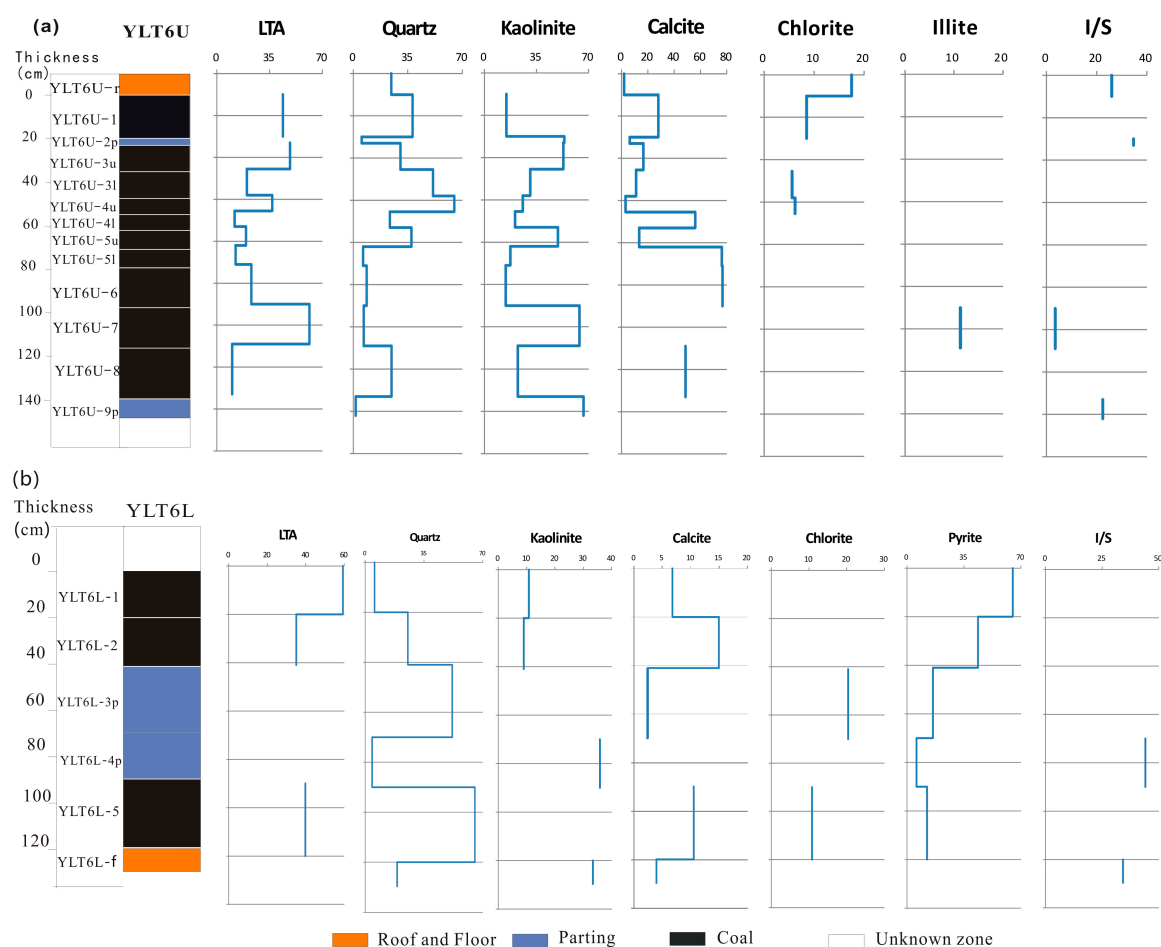 (a) YLT6U LTA Quartz Kaolinite Calcite Chlorite Illite I/S
Thickness
(cm)
0 35 70 0 35 70 0 35 70 0 20 40 60 80 0 10 20 0 10 20 0 20 40
YLT6U-r
0
YLT6U-1
20
YLT6U-2p
YLT6U-3u
40
YLT6U-3l
YLT6U-4u
60
YLT6U-4l
YLT6U-5u
YLT6U-5l
80
YLT6U-6
100
YLT6U-7
120
YLT6U-8
140
YLT6U-9p
(b)
Thickness YLT6L
(cm)
LTA Quartz Kaolinite Calcite Chlorite Pyrite I/S
0 20 40 60 0 35 70 0 10 20 30 40 0 5 10 15 20 0 10 20 30 0 35 70 0 25 50
0
YLT6L-1
20
YLT6L-2
40
YLT6L-3p
60
80
YLT6L-4p
100
YLT6L-5
120
YLT6L-f
Roof and Floor Parting Coal Unknown zone